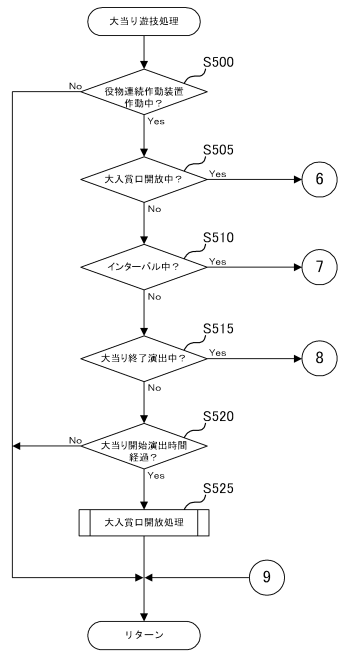 大当り遊技処理
S500
役物連続作動装置
作動中？
No
Yes
S505
大入賞口開放中？
Yes
6
No
S510
インターバル中？
Yes
7
No
S515
大当り終了演出中？
Yes
8
No
S520
大当り開始演出時間
経過？
No
Yes
S525
大入賞口開放処理
9
リターン